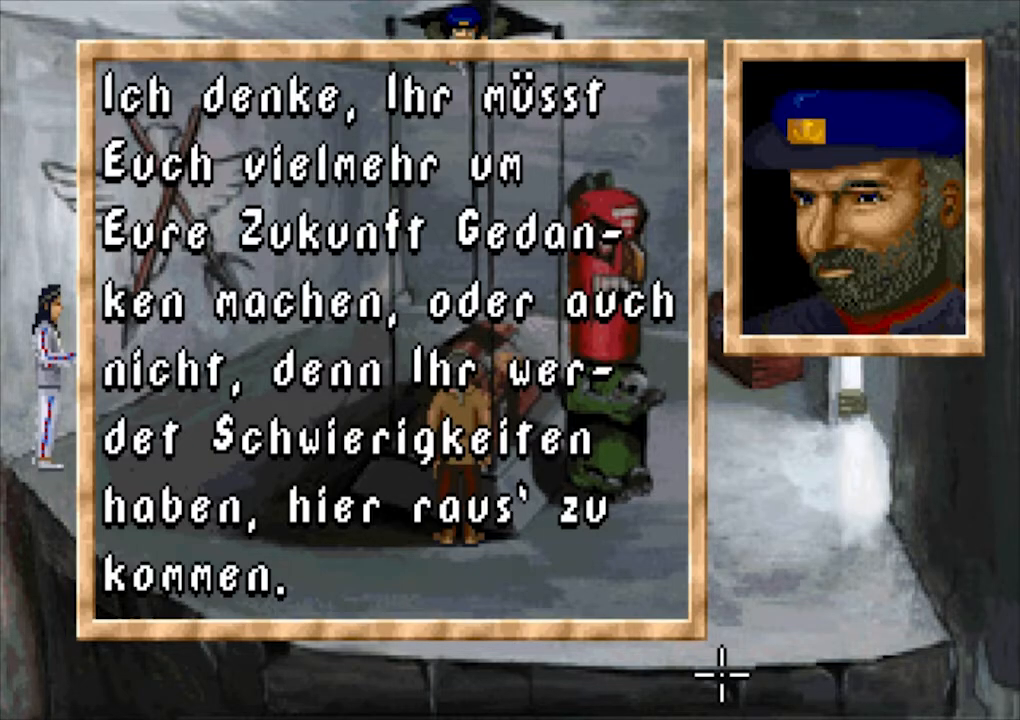 Ich denke, Ihr müsst
Euch vielmehr um
Eure Zukunft Gedan-
ken machen, oder auch
nicht, denn Ihr wer-
det Schwierigkeiten
haben, hier raus' zu
kommen.